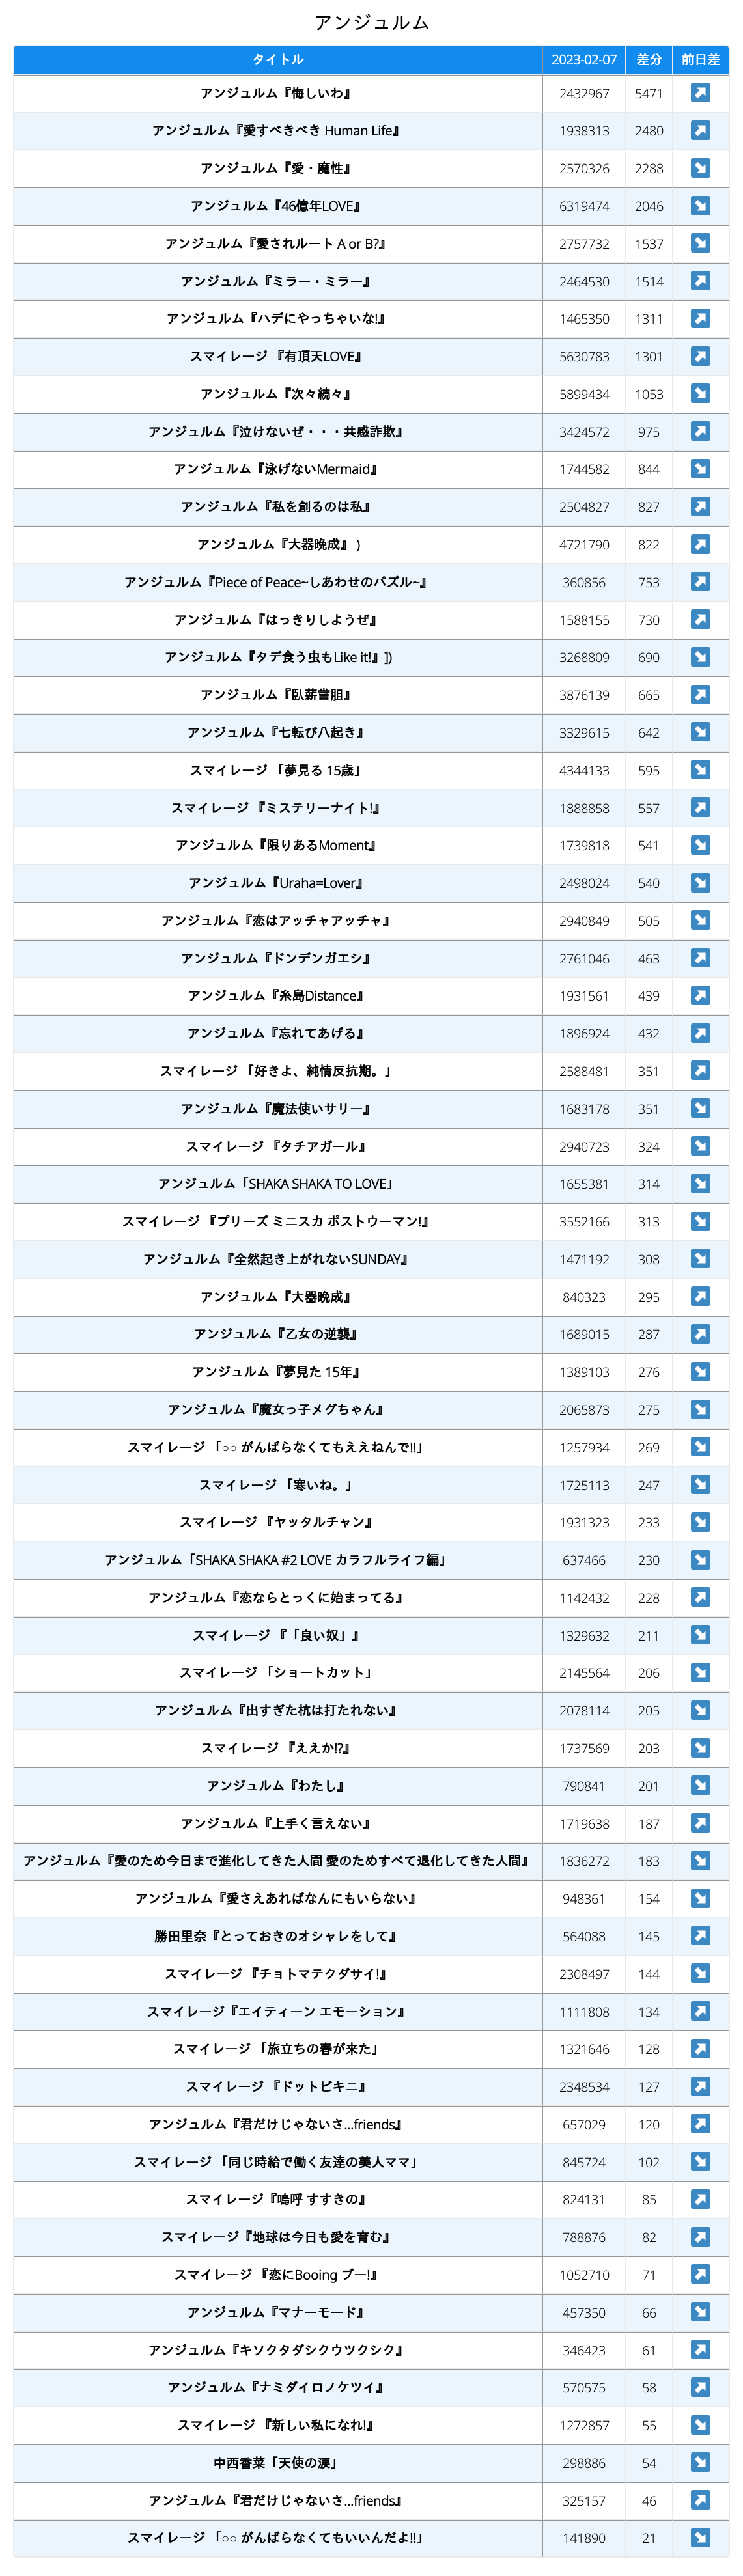 アンジュルム
タイトル 2023-02-07 差分 前日差
アンジュルム『悔しいわ』 2432967 5471 ↗
アンジュルム『愛すべきべき Human Life』 1938313 2480 ↗
アンジュルム『愛・魔性』 2570326 2288 ↘
アンジュルム『46億年LOVE』 6319474 2046 ↘
アンジュルム『愛されルート A or B?』 2757732 1537 ↘
アンジュルム『ミラー・ミラー』 2464530 1514 ↗
アンジュルム『ハデにやっちゃいな!』 1465350 1311 ↗
スマイレージ 『有頂天LOVE』 5630783 1301 ↗
アンジュルム『次々続々』 5899434 1053 ↘
アンジュルム『泣けないぜ・・・共感詐欺』 3424572 975 ↗
アンジュルム『泳げないMermaid』 1744582 844 ↘
アンジュルム『私を創るのは私』 2504827 827 ↗
アンジュルム『大器晩成』 ) 4721790 822 ↗
アンジュルム『Piece of Peace~しあわせのパズル~』 360856 753 ↗
アンジュルム『はっきりしようぜ』 1588155 730 ↗
アンジュルム『タデ食う虫もLike it!』]) 3268809 690 ↘
アンジュルム『臥薪嘗胆』 3876139 665 ↗
アンジュルム『七転び八起き』 3329615 642 ↘
スマイレージ 「夢見る 15歳」 4344133 595 ↘
スマイレージ 『ミステリーナイト!』 1888858 557 ↗
アンジュルム『限りあるMoment』 1739818 541 ↘
アンジュルム『Uraha=Lover』 2498024 540 ↘
アンジュルム『恋はアッチャアッチャ』 2940849 505 ↘
アンジュルム『ドンデンガエシ』 2761046 463 ↗
アンジュルム『糸島Distance』 1931561 439 ↗
アンジュルム『忘れてあげる』 1896924 432 ↗
スマイレージ 「好きよ、純情反抗期。」 2588481 351 ↗
アンジュルム『魔法使いサリー』 1683178 351 ↘
スマイレージ 『タチアガール』 2940723 324 ↘
アンジュルム「SHAKA SHAKA TO LOVE」 1655381 314 ↘
スマイレージ 『プリーズ ミニスカ ポストウーマン!』 3552166 313 ↘
アンジュルム『全然起き上がれないSUNDAY』 1471192 308 ↘
アンジュルム『大器晩成』 840323 295 ↗
アンジュルム『乙女の逆襲』 1689015 287 ↗
アンジュルム『夢見た 15年』 1389103 276 ↘
アンジュルム『魔女っ子メグちゃん』 2065873 275 ↘
スマイレージ 「○○ がんばらなくてもええねんで!!」 1257934 269 ↘
スマイレージ 「寒いね。」 1725113 247 ↘
スマイレージ 『ヤッタルチャン』 1931323 233 ↘
アンジュルム「SHAKA SHAKA #2 LOVE カラフルライフ編」 637466 230 ↘
アンジュルム『恋ならとっくに始まってる』 1142432 228 ↗
スマイレージ 『「良い奴」』 1329632 211 ↘
スマイレージ 「ショートカット」 2145564 206 ↘
アンジュルム『出すぎた杭は打たれない』 2078114 205 ↘
スマイレージ 『ええか!?』 1737569 203 ↘
アンジュルム『わたし』 790841 201 ↘
アンジュルム『上手く言えない』 1719638 187 ↗
アンジュルム『愛のため今日まで進化してきた人間 愛のためすべて退化してきた人間』 1836272 183 ↘
アンジュルム『愛さえあればなんにもいらない』 948361 154 ↘
勝田里奈『とっておきのオシャレをして』 564088 145 ↗
スマイレージ 『チョトマテクダサイ!』 2308497 144 ↘
スマイレージ『エイティーン エモーション』 1111808 134 ↗
スマイレージ 「旅立ちの春が来た」 1321646 128 ↗
スマイレージ 『ドットビキニ』 2348534 127 ↗
アンジュルム『君だけじゃないさ...friends』 657029 120 ↗
スマイレージ 「同じ時給で働く友達の美人ママ」 845724 102 ↘
スマイレージ『嗚呼 すすきの』 824131 85 ↗
スマイレージ『地球は今日も愛を育む』 788876 82 ↗
スマイレージ 『恋にBooing ブー!』 1052710 71 ↗
アンジュルム『マナーモード』 457350 66 ↘
アンジュルム『キソクタダシクウツクシク』 346423 61 ↗
アンジュルム『ナミダイロノケツイ』 570575 58 ↗
スマイレージ 『新しい私になれ!』 1272857 55 ↘
中西香菜「天使の涙」 298886 54 ↘
アンジュルム『君だけじゃないさ...friends』 325157 46 ↗
スマイレージ 「○○ がんばらなくてもいいんだよ!!」 141890 21 ↘